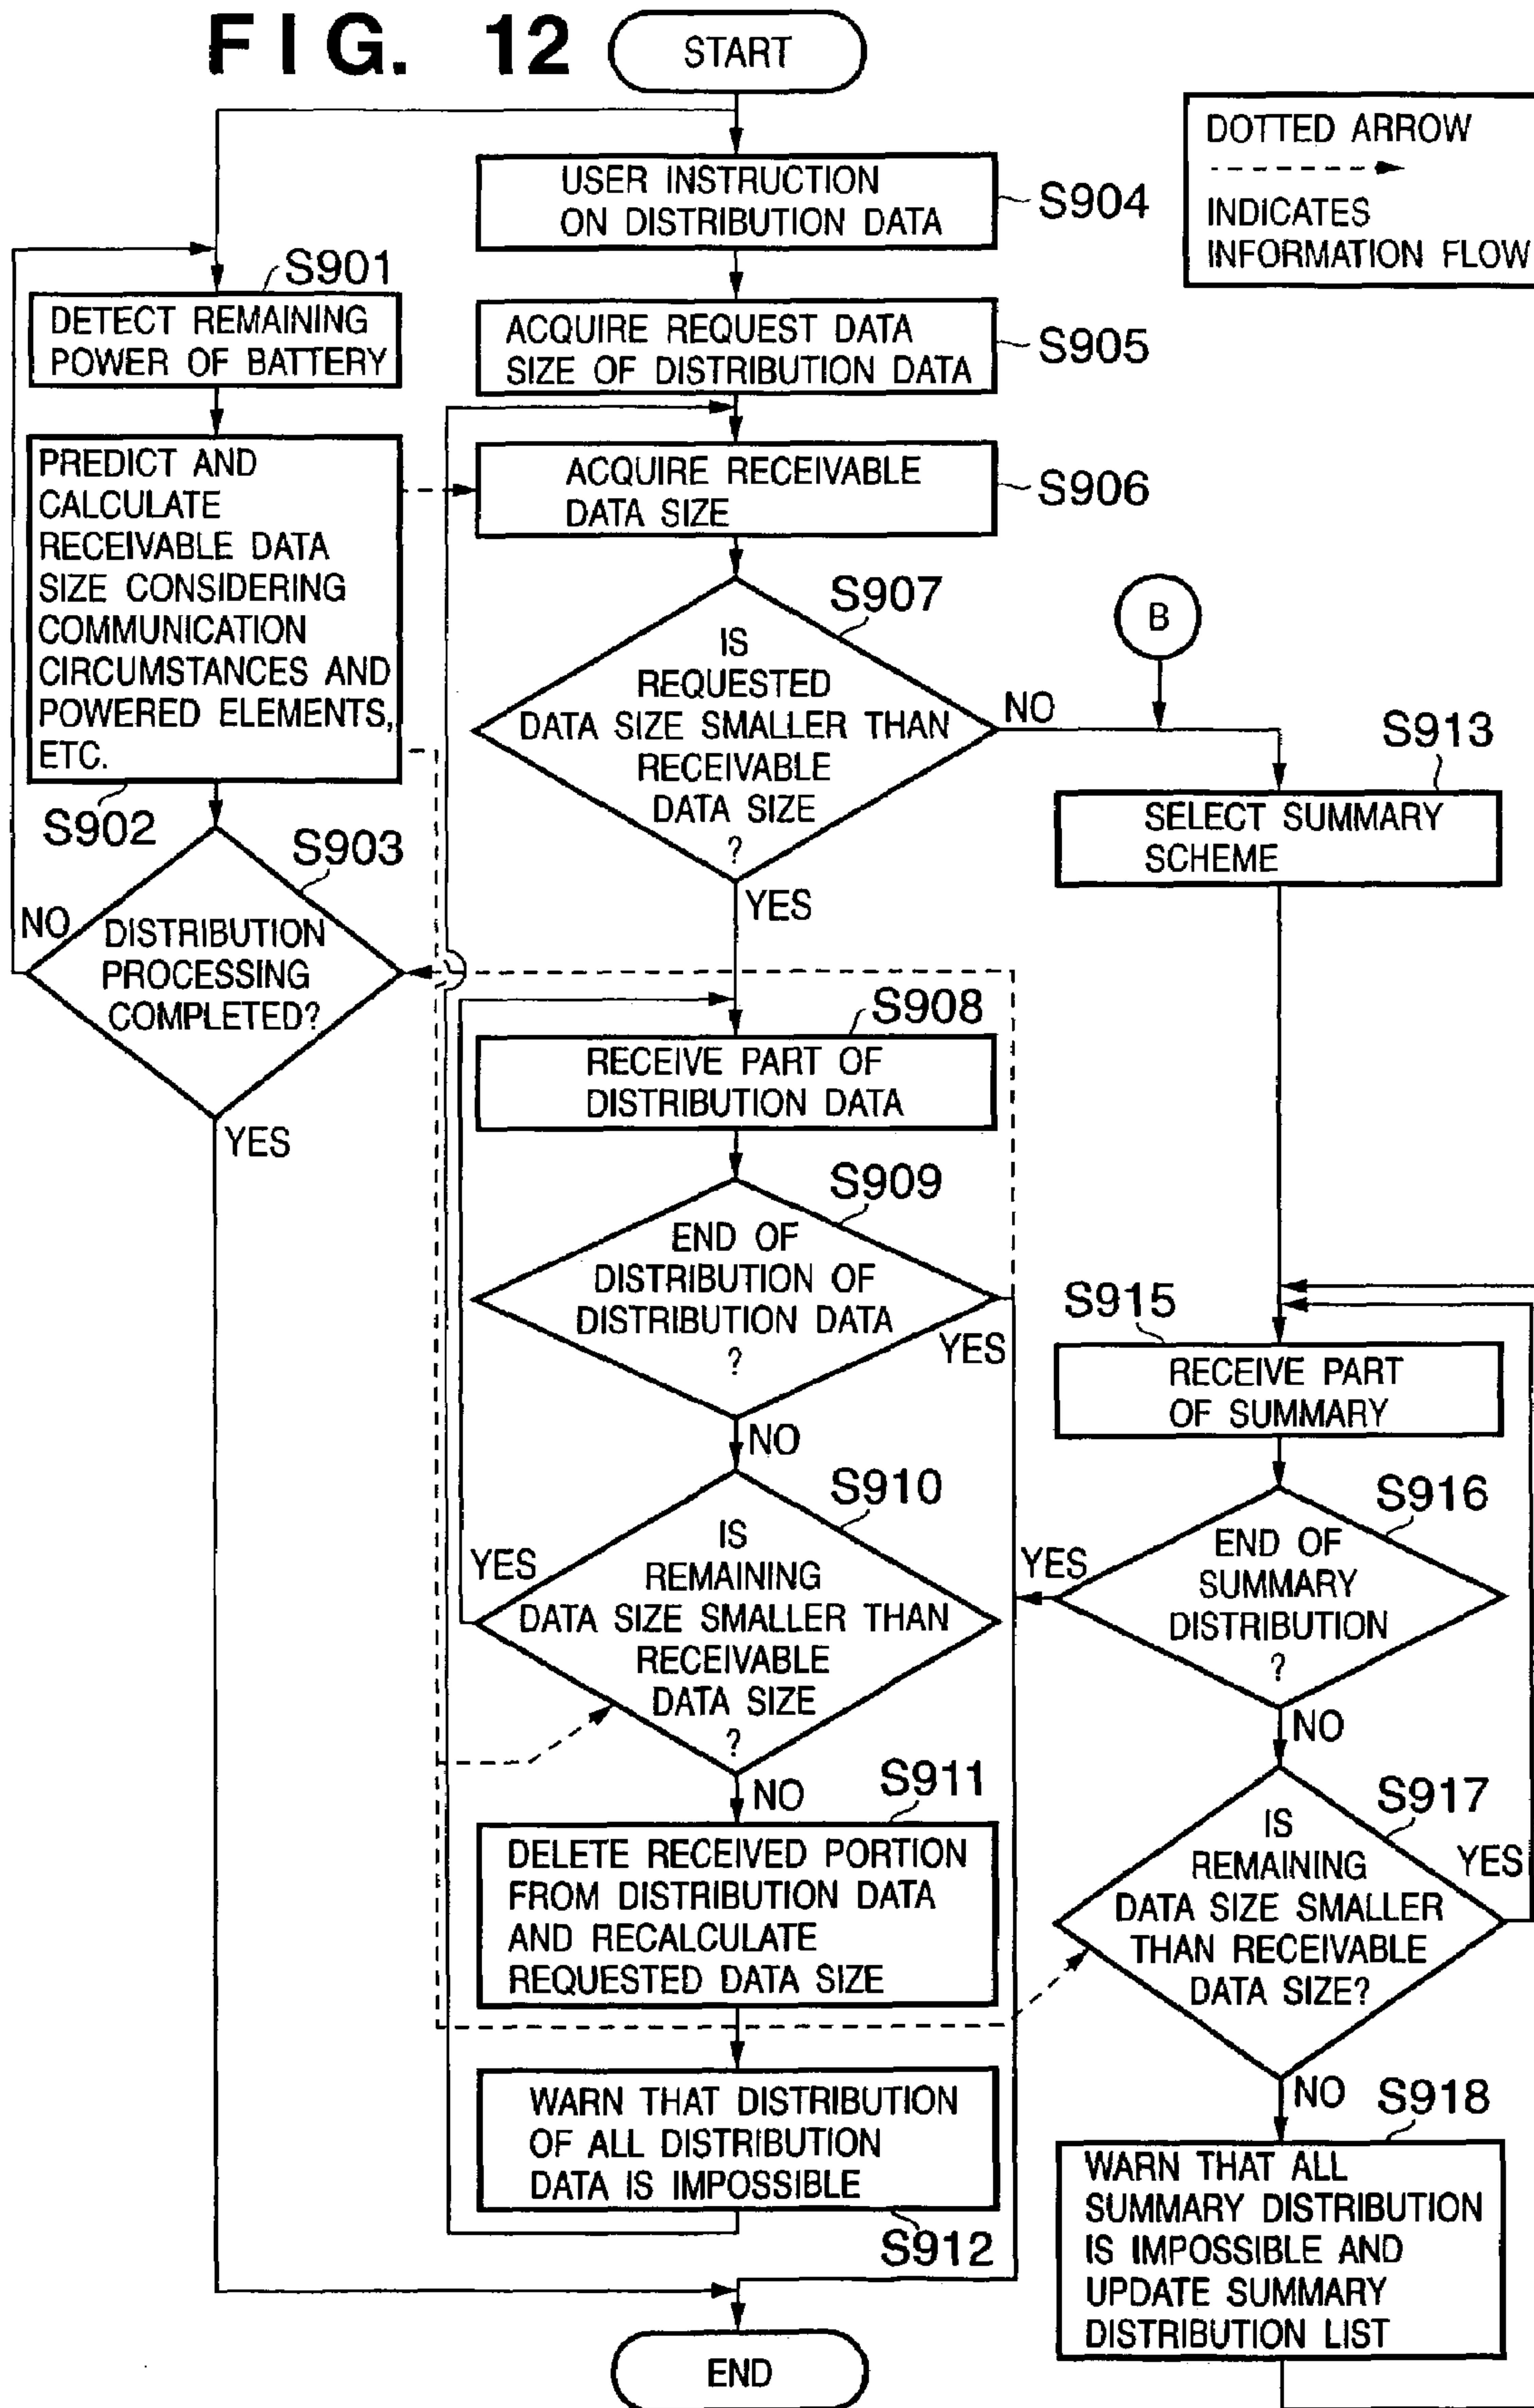 FIG. 12
START
DOTTED ARROW
INDICATES
INFORMATION FLOW
USER INSTRUCTION
ON DISTRIBUTION DATA
S904
S901
DETECT REMAINING
POWER OF BATTERY
ACQUIRE REQUEST DATA
SIZE OF DISTRIBUTION DATA
S905
PREDICT AND
CALCULATE
RECEIVABLE DATA
SIZE CONSIDERING
COMMUNICATION
CIRCUMSTANCES AND
POWERED ELEMENTS,
ETC.
S902
ACQUIRE RECEIVABLE
DATA SIZE
S906
S907
IS
REQUESTED
DATA SIZE SMALLER THAN
RECEIVABLE
DATA SIZE
?
NO
YES
B
S913
SELECT SUMMARY
SCHEME
S903
NO
DISTRIBUTION
PROCESSING
COMPLETED?
YES
S908
RECEIVE PART OF
DISTRIBUTION DATA
S909
END OF
DISTRIBUTION OF
DISTRIBUTION DATA
?
YES
NO
S915
RECEIVE PART
OF SUMMARY
S910
YES
IS
REMAINING
DATA SIZE SMALLER THAN
RECEIVABLE
DATA SIZE
?
NO
S916
YES
END OF
SUMMARY
DISTRIBUTION
?
NO
S911
DELETE RECEIVED PORTION
FROM DISTRIBUTION DATA
AND RECALCULATE
REQUESTED DATA SIZE
S917
IS
REMAINING
DATA SIZE SMALLER
THAN RECEIVABLE
DATA SIZE?
YES
NO
WARN THAT DISTRIBUTION
OF ALL DISTRIBUTION
DATA IS IMPOSSIBLE
S912
S918
WARN THAT ALL
SUMMARY DISTRIBUTION
IS IMPOSSIBLE AND
UPDATE SUMMARY
DISTRIBUTION LIST
END